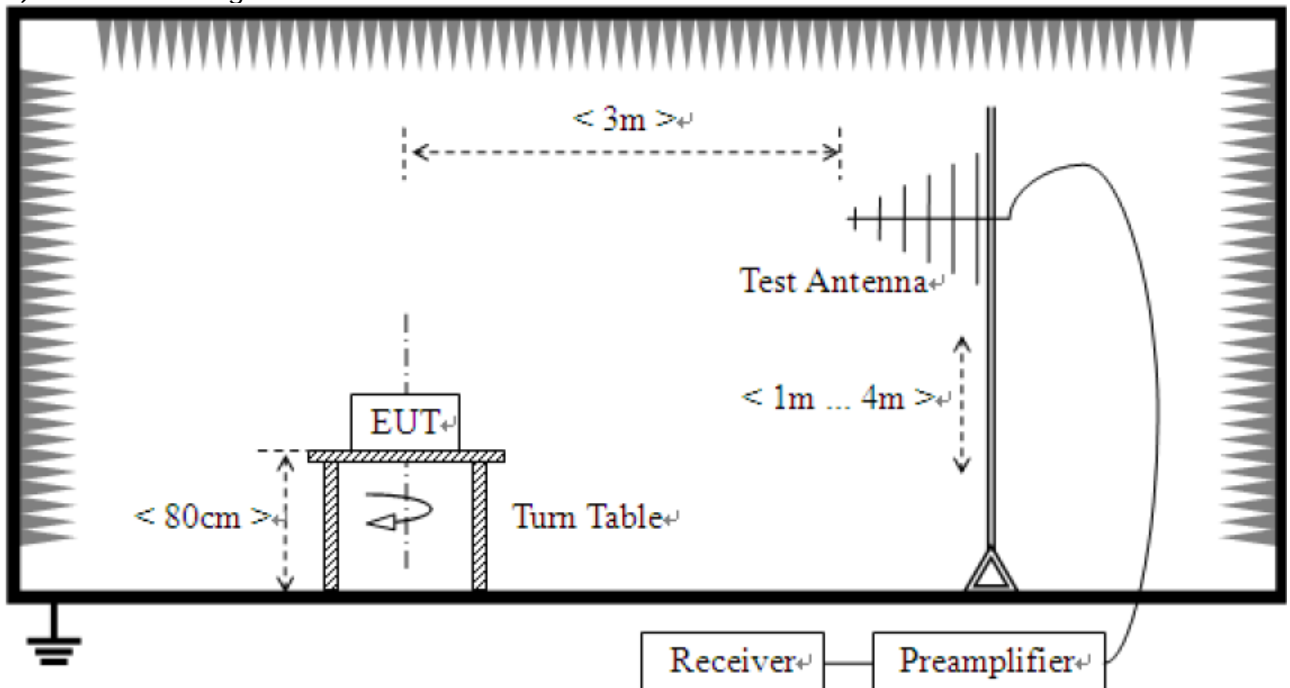 < 3m >↵
Test Antenna↵
< 1m ... 4m >↵
EUT↵
< 80cm >↵
Turn Table↵
Receiver↵
Preamplifier↵